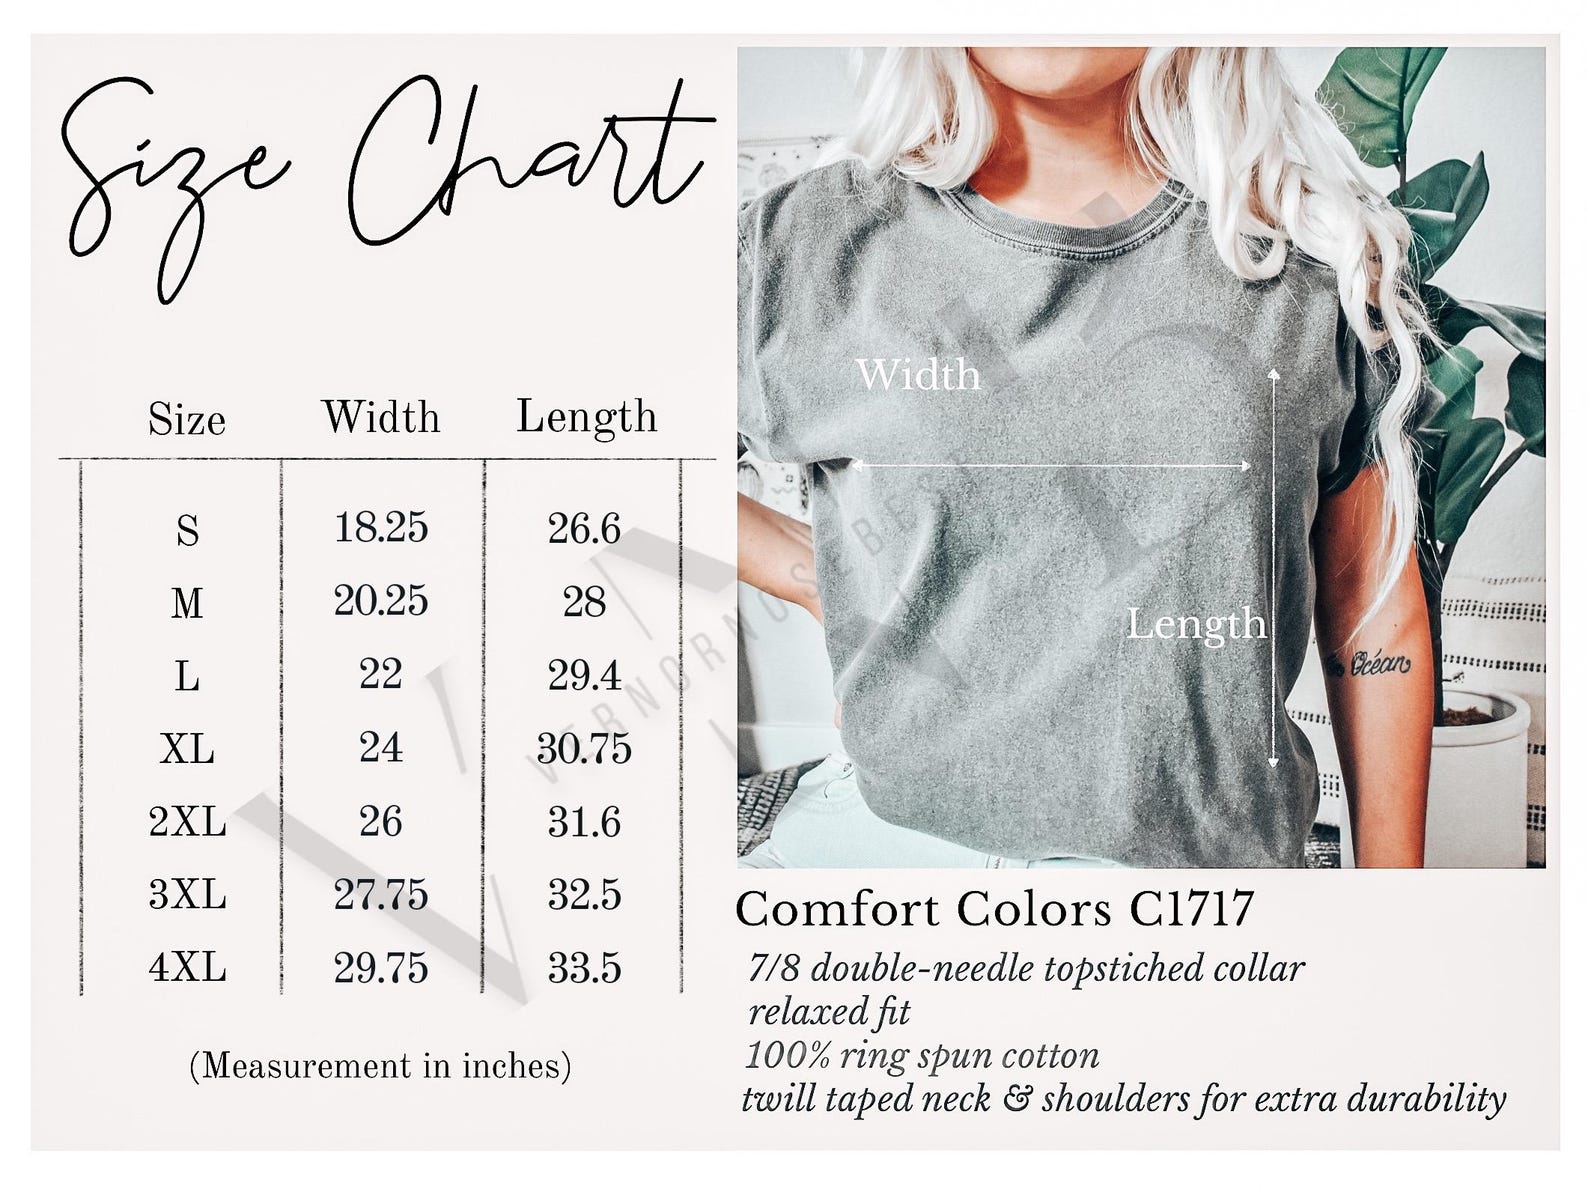 Size Chart
Size Width Length
S 18.25 26.6
M 20.25 28
L 22 29.4
XL 24 30.75
2XL 26 31.6
3XL 27.75 32.5
4XL 29.75 33.5
(Measurement in inches)
Width
Length
Océan
Comfort Colors C1717
7/8 double-needle topstiched collar
relaxed fit
100% ring spun cotton
twill taped neck & shoulders for extra durability